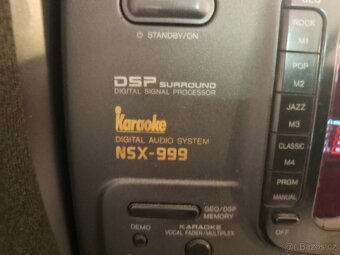 GEQ
⏻ STANDBY/ON
ROCK
M1
DSP SURROUND
DIGITAL SIGNAL PROCESSOR
POP
M2
JAZZ
M3
Karaoke
DIGITAL AUDIO SYSTEM
NSX-999
CLASSIC
M4
PRGM
MANUAL
GEQ/DSP
MEMORY
OFF
DEMO
KARAOKE
VOCAL FADER/MULTIPLEX